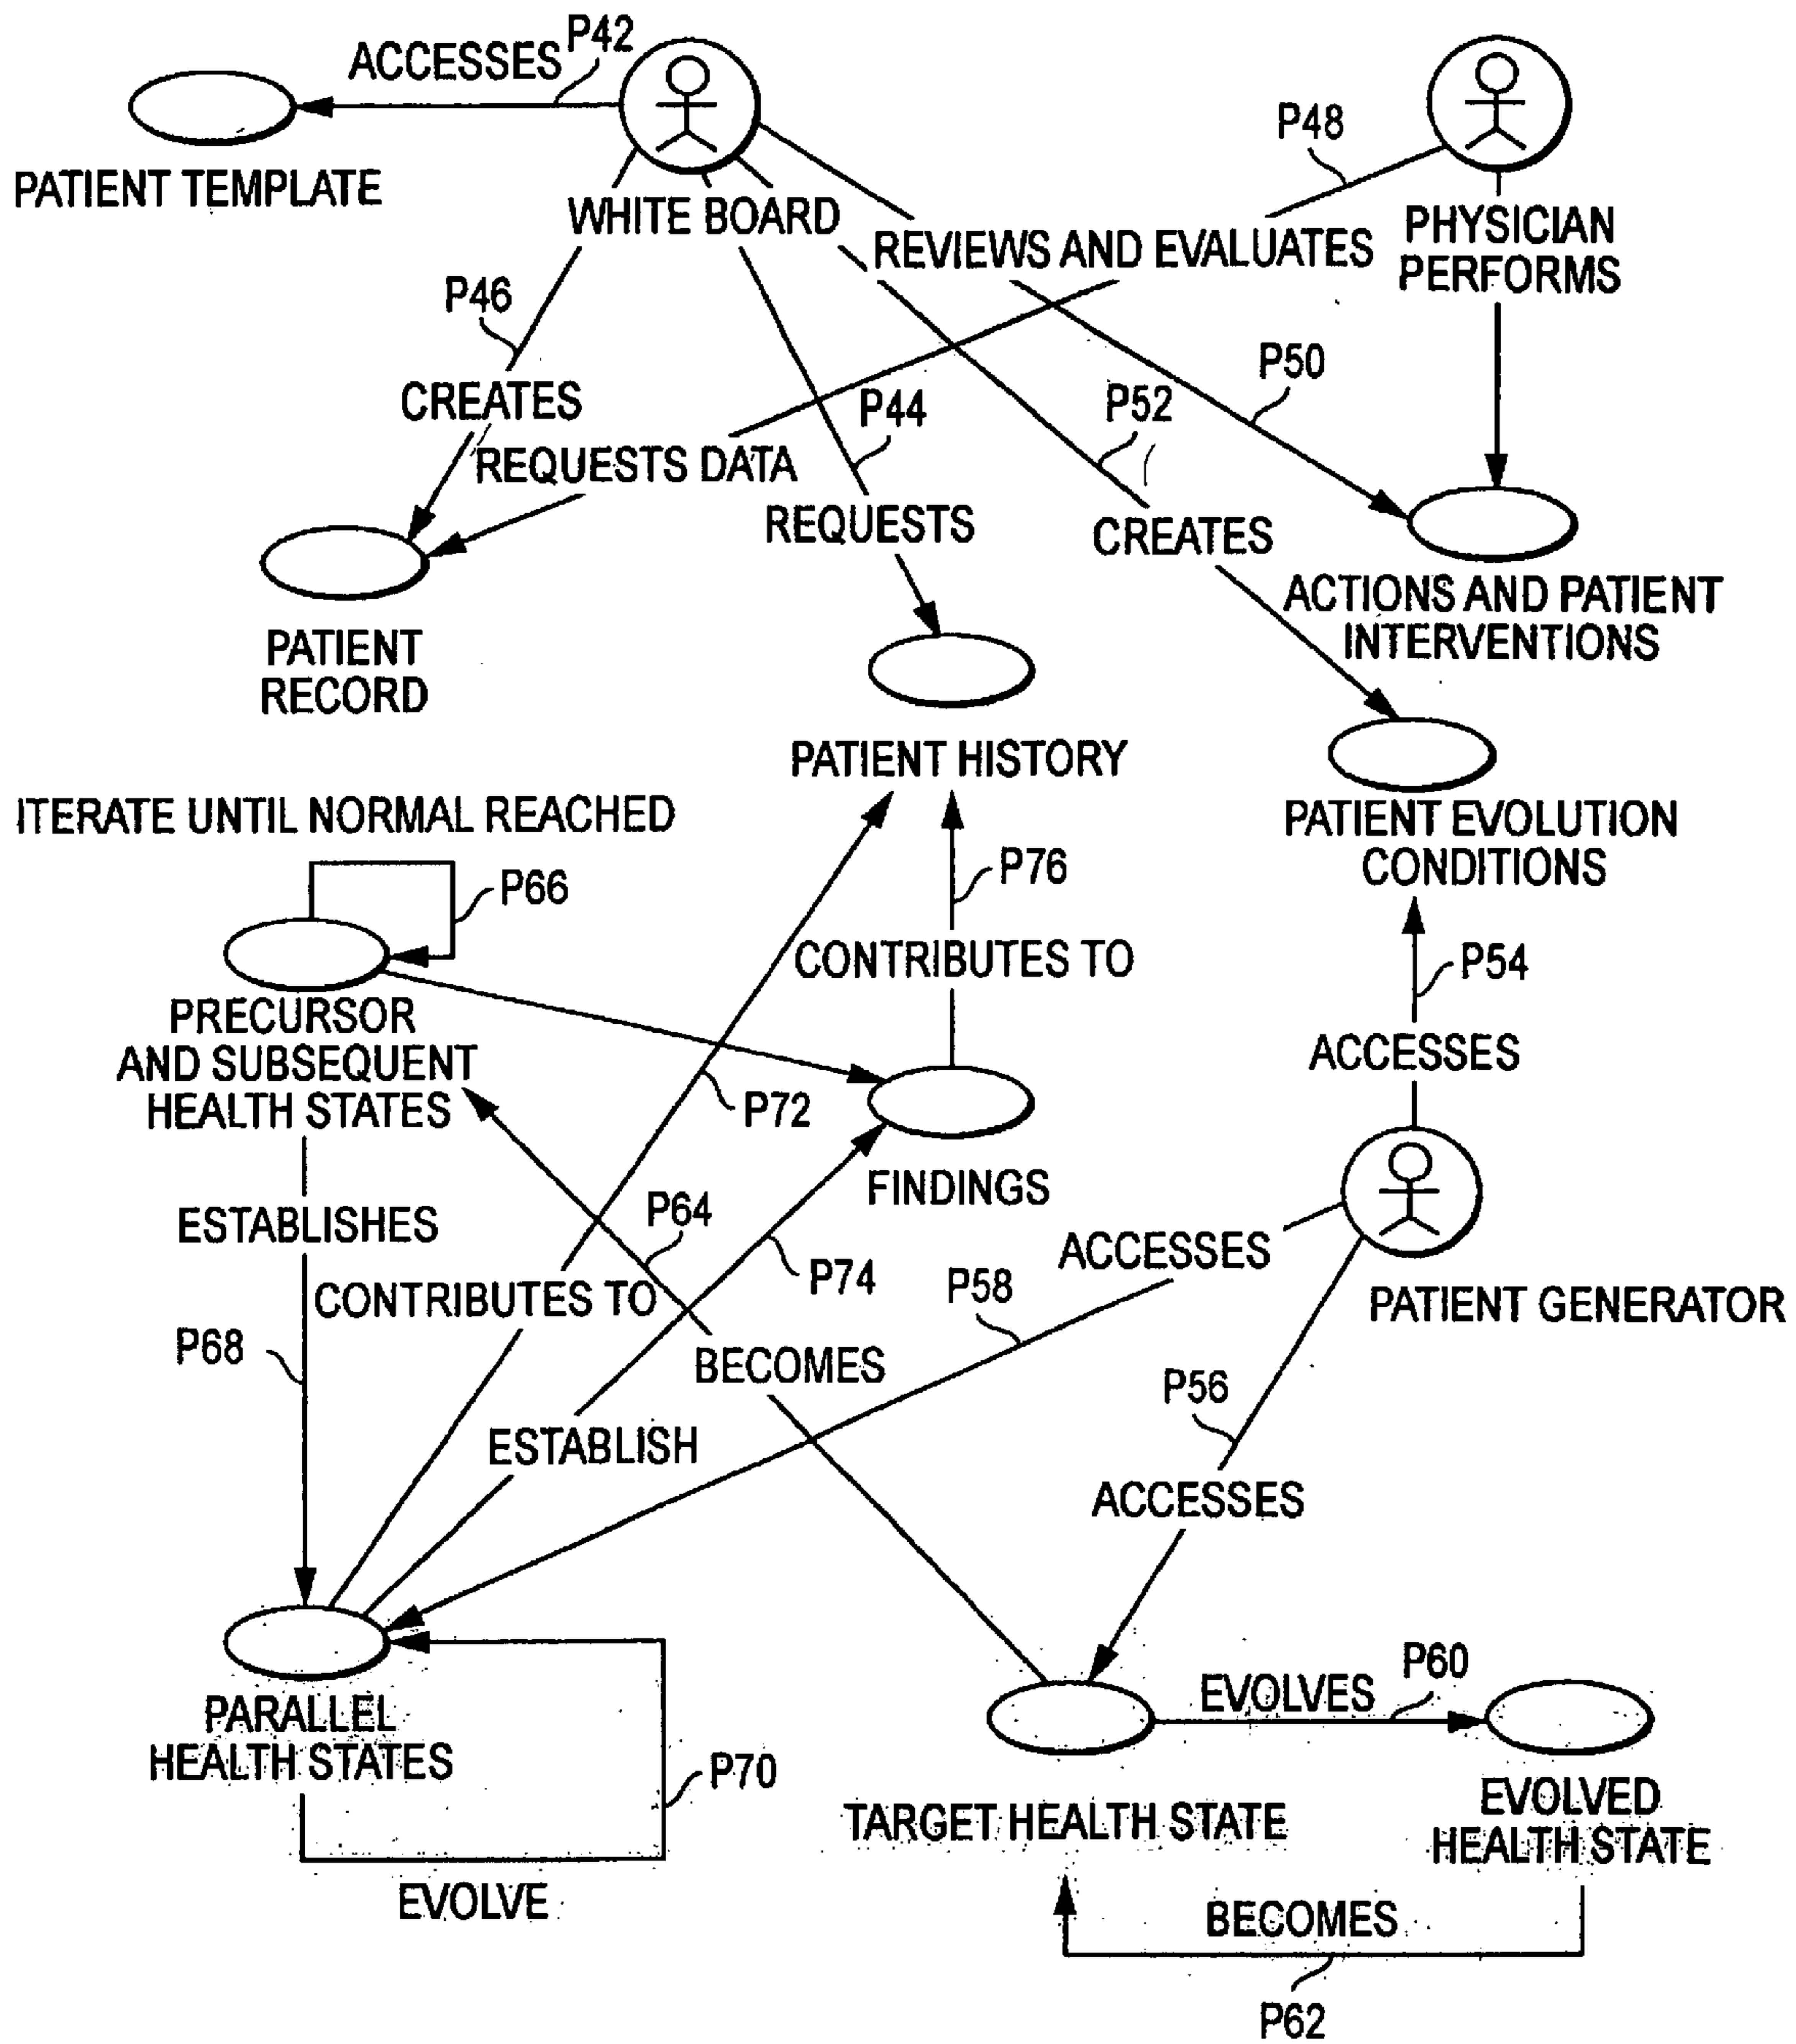 ACCESSES
P42
PATIENT TEMPLATE
WHITE BOARD
P48
REVIEWS AND EVALUATES
PHYSICIAN
PERFORMS
P46
CREATES
REQUESTS DATA
P44
REQUESTS
P52
CREATES
P50
ACTIONS AND PATIENT
INTERVENTIONS
PATIENT
RECORD
PATIENT HISTORY
PATIENT EVOLUTION
CONDITIONS
ITERATE UNTIL NORMAL REACHED
P66
P76
CONTRIBUTES TO
P54
ACCESSES
PRECURSOR
AND SUBSEQUENT
HEALTH STATES
P72
FINDINGS
ESTABLISHES
P64
P74
CONTRIBUTES TO
ACCESSES
P58
PATIENT GENERATOR
P68
BECOMES
P56
ESTABLISH
ACCESSES
PARALLEL
HEALTH STATES
P70
EVOLVE
EVOLVES
P60
TARGET HEALTH STATE
EVOLVED
HEALTH STATE
BECOMES
P62